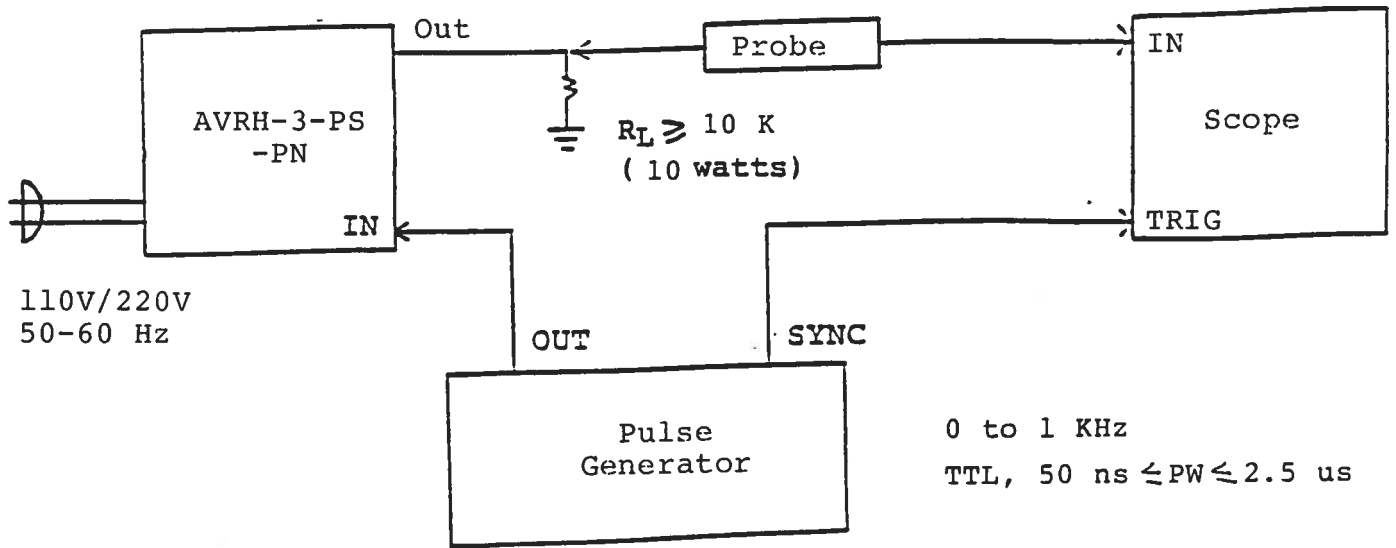 Out
Probe
IN
AVRH-3-PS
-PN
R_L ≥ 10 K
(10 watts)
Scope
IN
TRIG
110V/220V
50-60 Hz
OUT
SYNC
Pulse
Generator
0 to 1 KHz
TTL, 50 ns ≤ PW ≤ 2.5 us